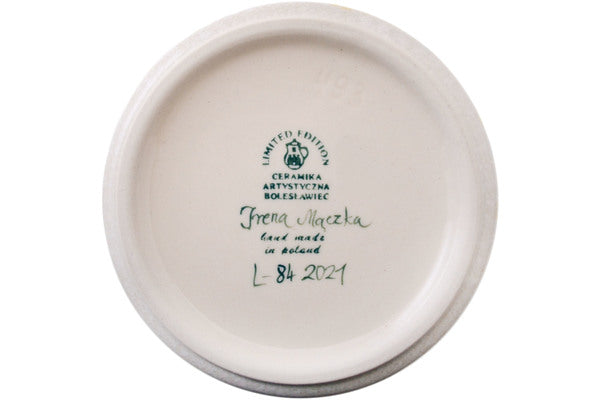 LIMITED EDITION
CERAMIKA
ARTYSTYCZNA
BOLESŁAWIEC
Irena Mączka
hand made
in poland
L-84 2021